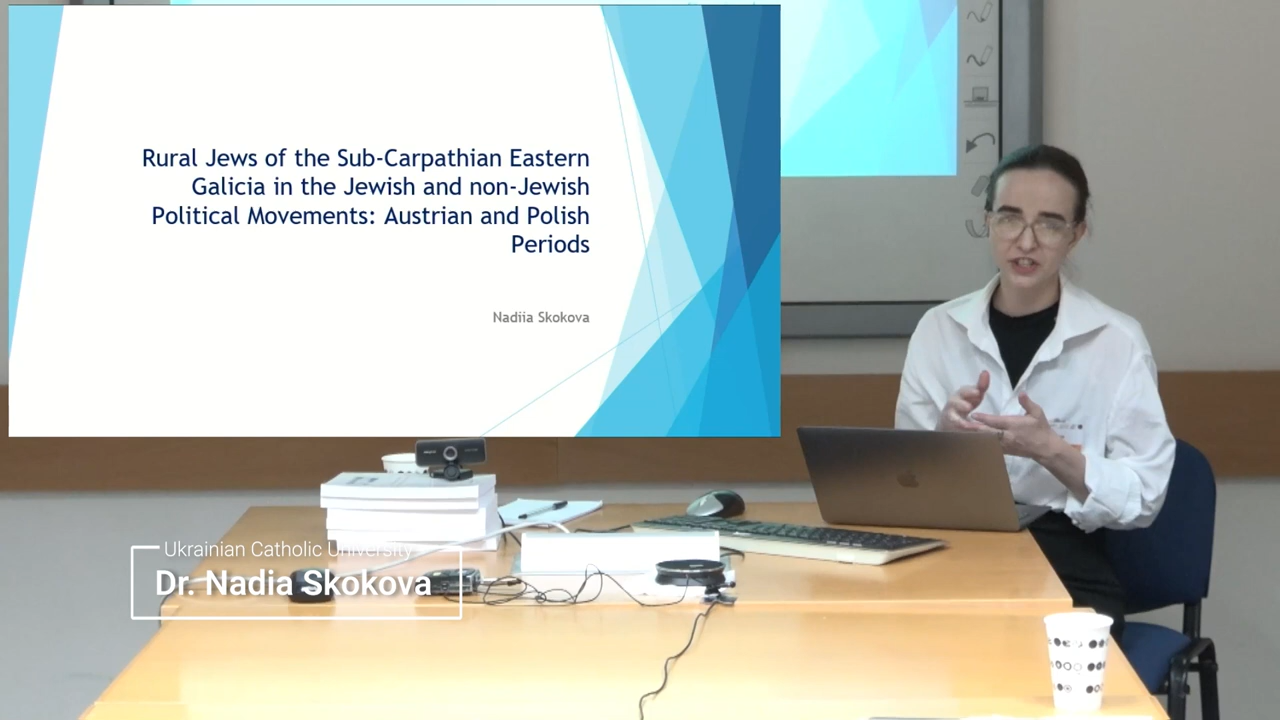 Rural Jews of the Sub-Carpathian Eastern
Galicia in the Jewish and non-Jewish
Political Movements: Austrian and Polish
Periods
Nadiia Skokova
Ukrainian Catholic University
Dr. Nadia Skokova